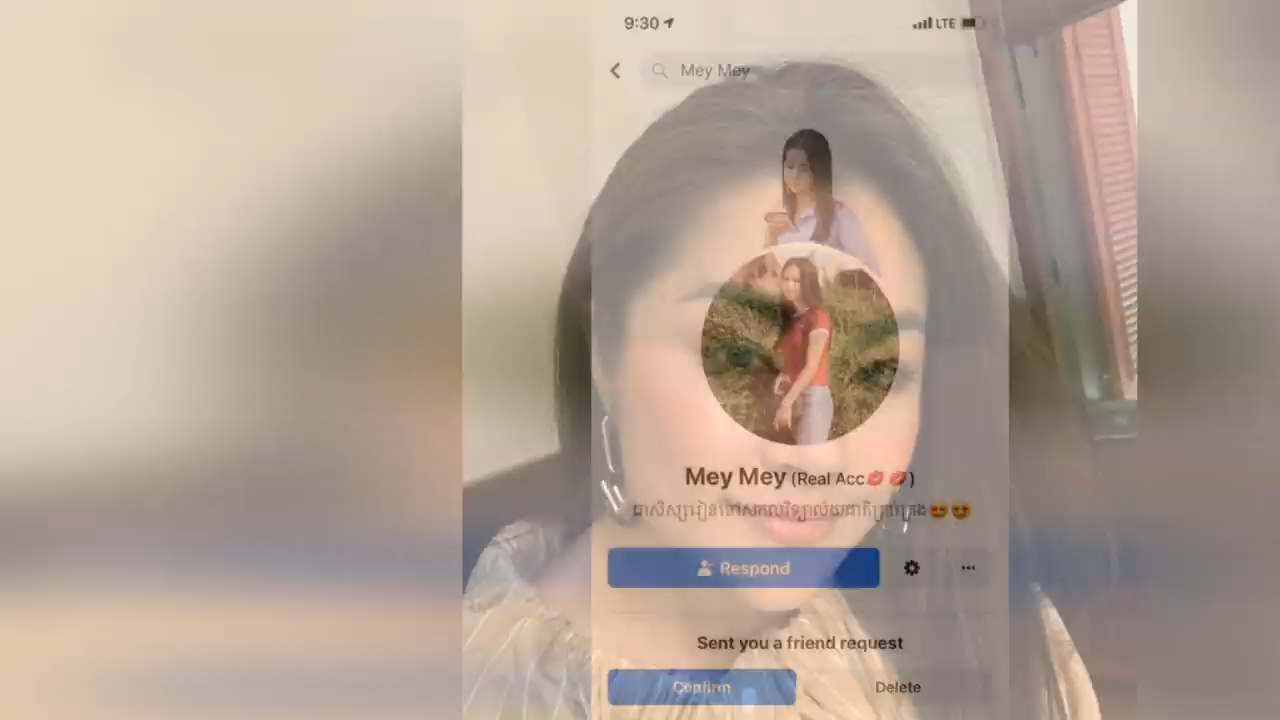 9:30
LTE
Mey Mey
Mey Mey (Real Acc💋💋)
Respond
Sent you a friend request
Confirm
Delete